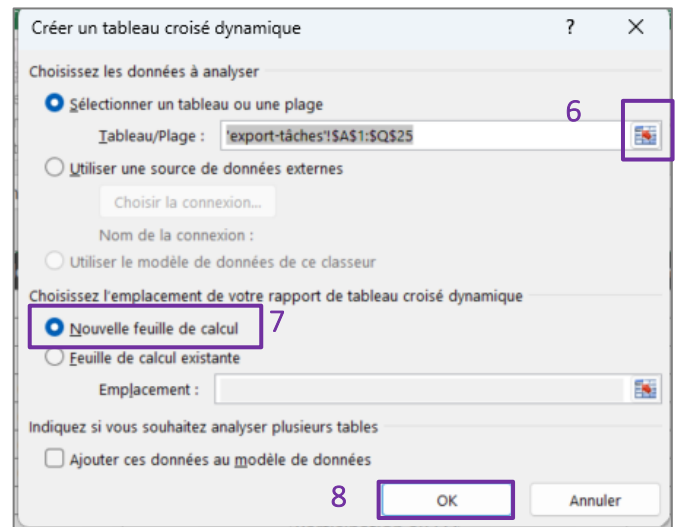 Créer un tableau croisé dynamique ? ×
Choisissez les données à analyser
Sélectionner un tableau ou une plage
6
Tableau/Plage : 'export-tâches'!$A$1:$Q$25
Utiliser une source de données externes
Choisir la connexion...
Nom de la connexion :
Utiliser le modèle de données de ce classeur
Choisissez l'emplacement de votre rapport de tableau croisé dynamique
Nouvelle feuille de calcul 7
Feuille de calcul existante
Emplacement :
Indiquez si vous souhaitez analyser plusieurs tables
Ajouter ces données au modèle de données
8 OK Annuler